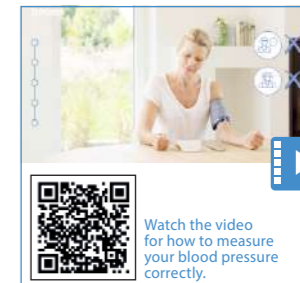 Watch the video
for how to measure
your blood pressure
correctly.